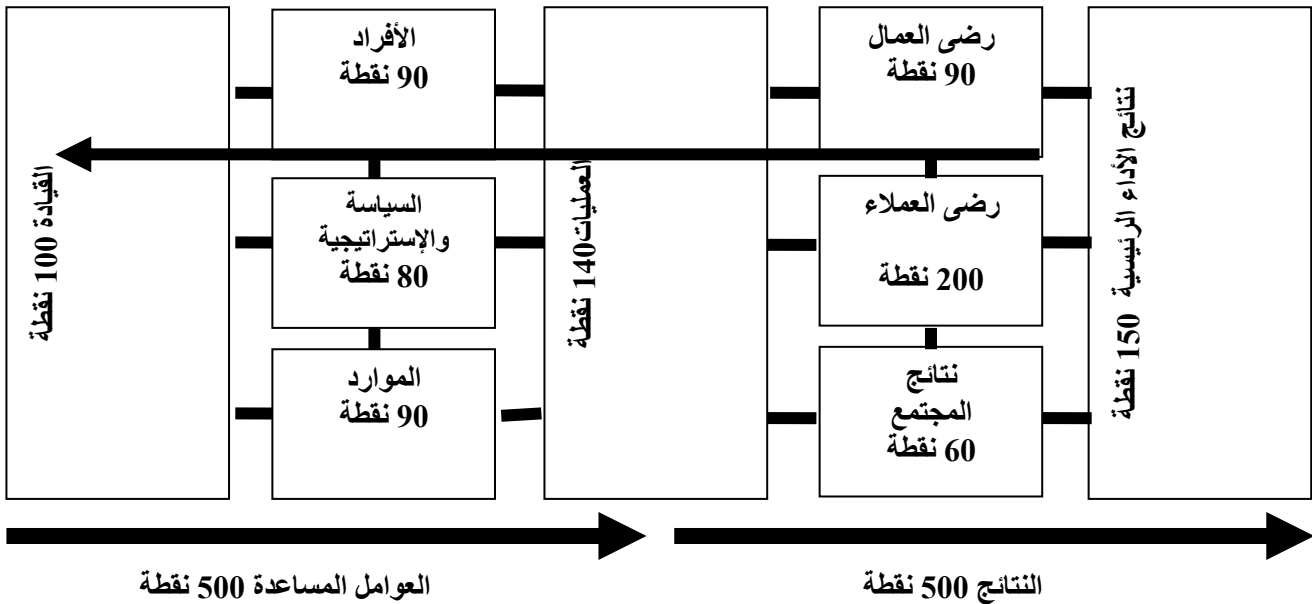 القيادة 100 نقطة
الأفراد
90 نقطة
السياسة
والإستراتيجية
80 نقطة
الموارد
90 نقطة
العمليات140 نقطة
رضى العمال
90 نقطة
رضى العملاء
200 نقطة
نتائج
المجتمع
60 نقطة
نتائج الأداء الرئيسية 150 نقطة
العوامل المساعدة 500 نقطة
النتائج 500 نقطة